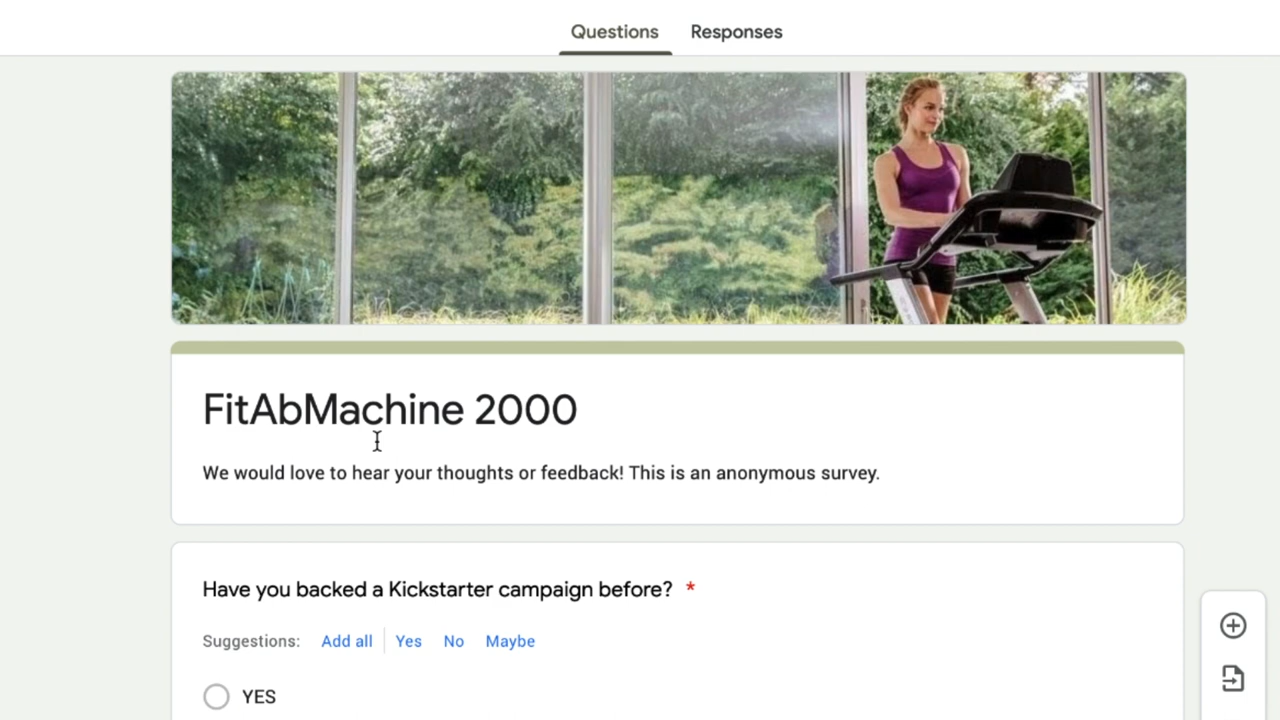 Questions Responses
FitAbMachine 2000
We would love to hear your thoughts or feedback! This is an anonymous survey.
Have you backed a Kickstarter campaign before? *
Suggestions: Add all Yes No Maybe
YES